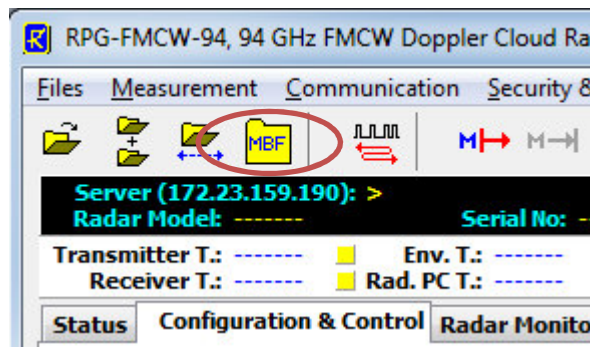 RPG-FMCW-94, 94 GHz FMCW Doppler Cloud Ra
Files Measurement Communication Security &
MBF M M
Server (172.23.159.190): >
Radar Model: ------- Serial No: -
Transmitter T.: ------- Env. T.: -------
Receiver T.: ------- Rad. PC T.: -------
Status Configuration & Control Radar Monito